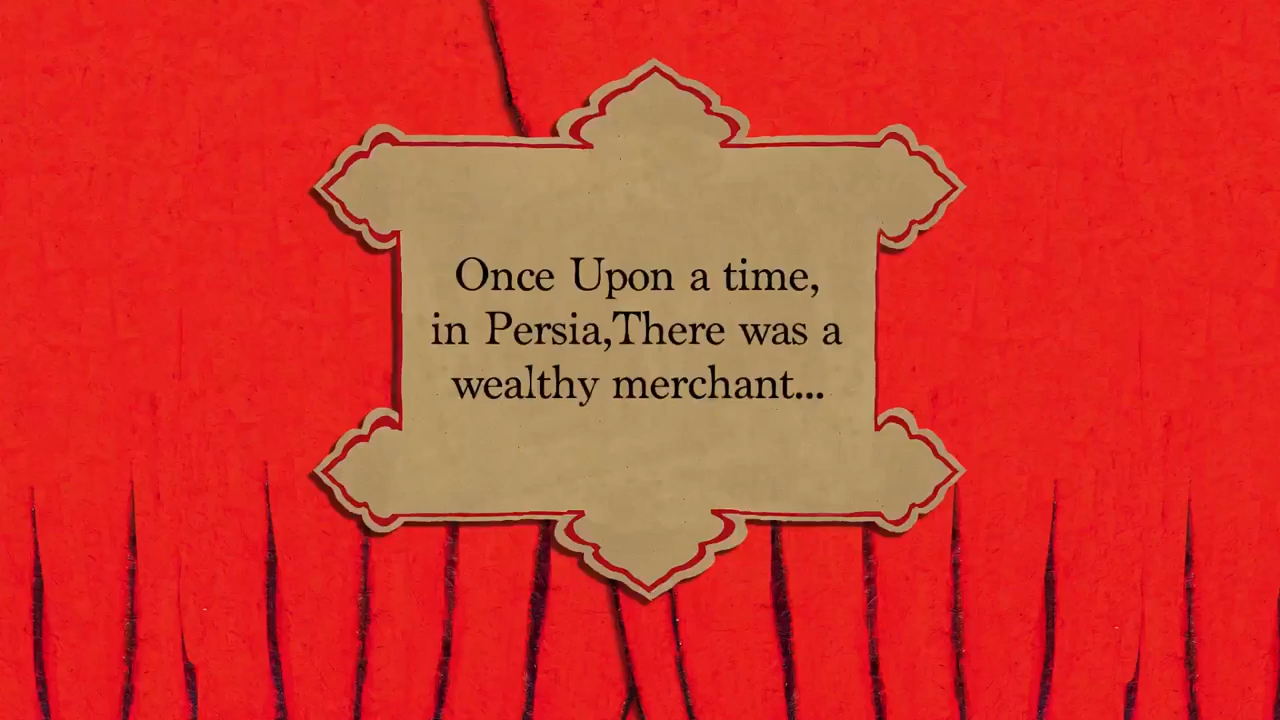 Once Upon a time,
in Persia,There was a
wealthy merchant...